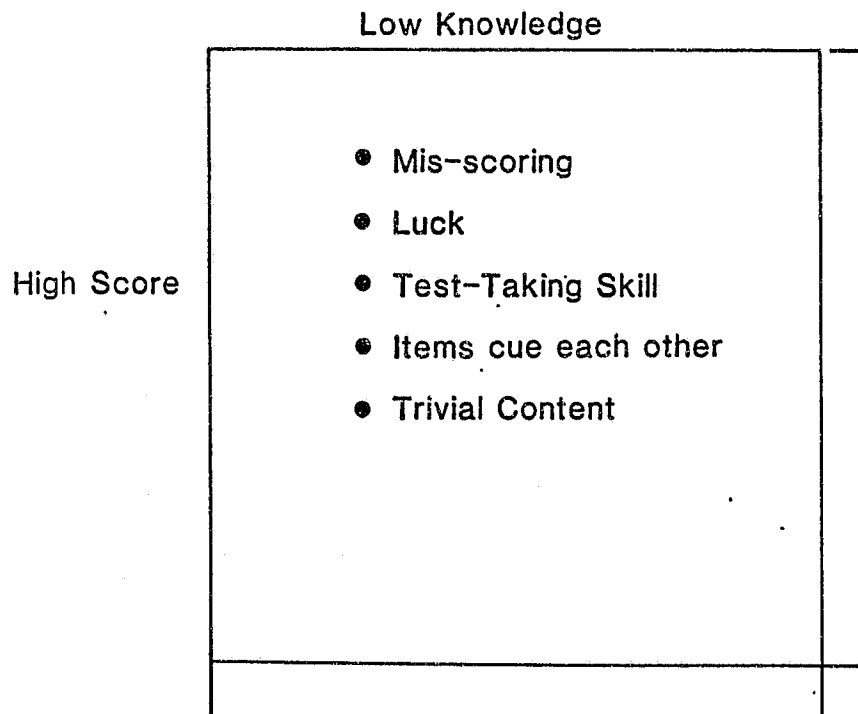 Low Knowledge
High Score
• Mis-scoring
• Luck
• Test-Taking Skill
• Items cue each other
• Trivial Content